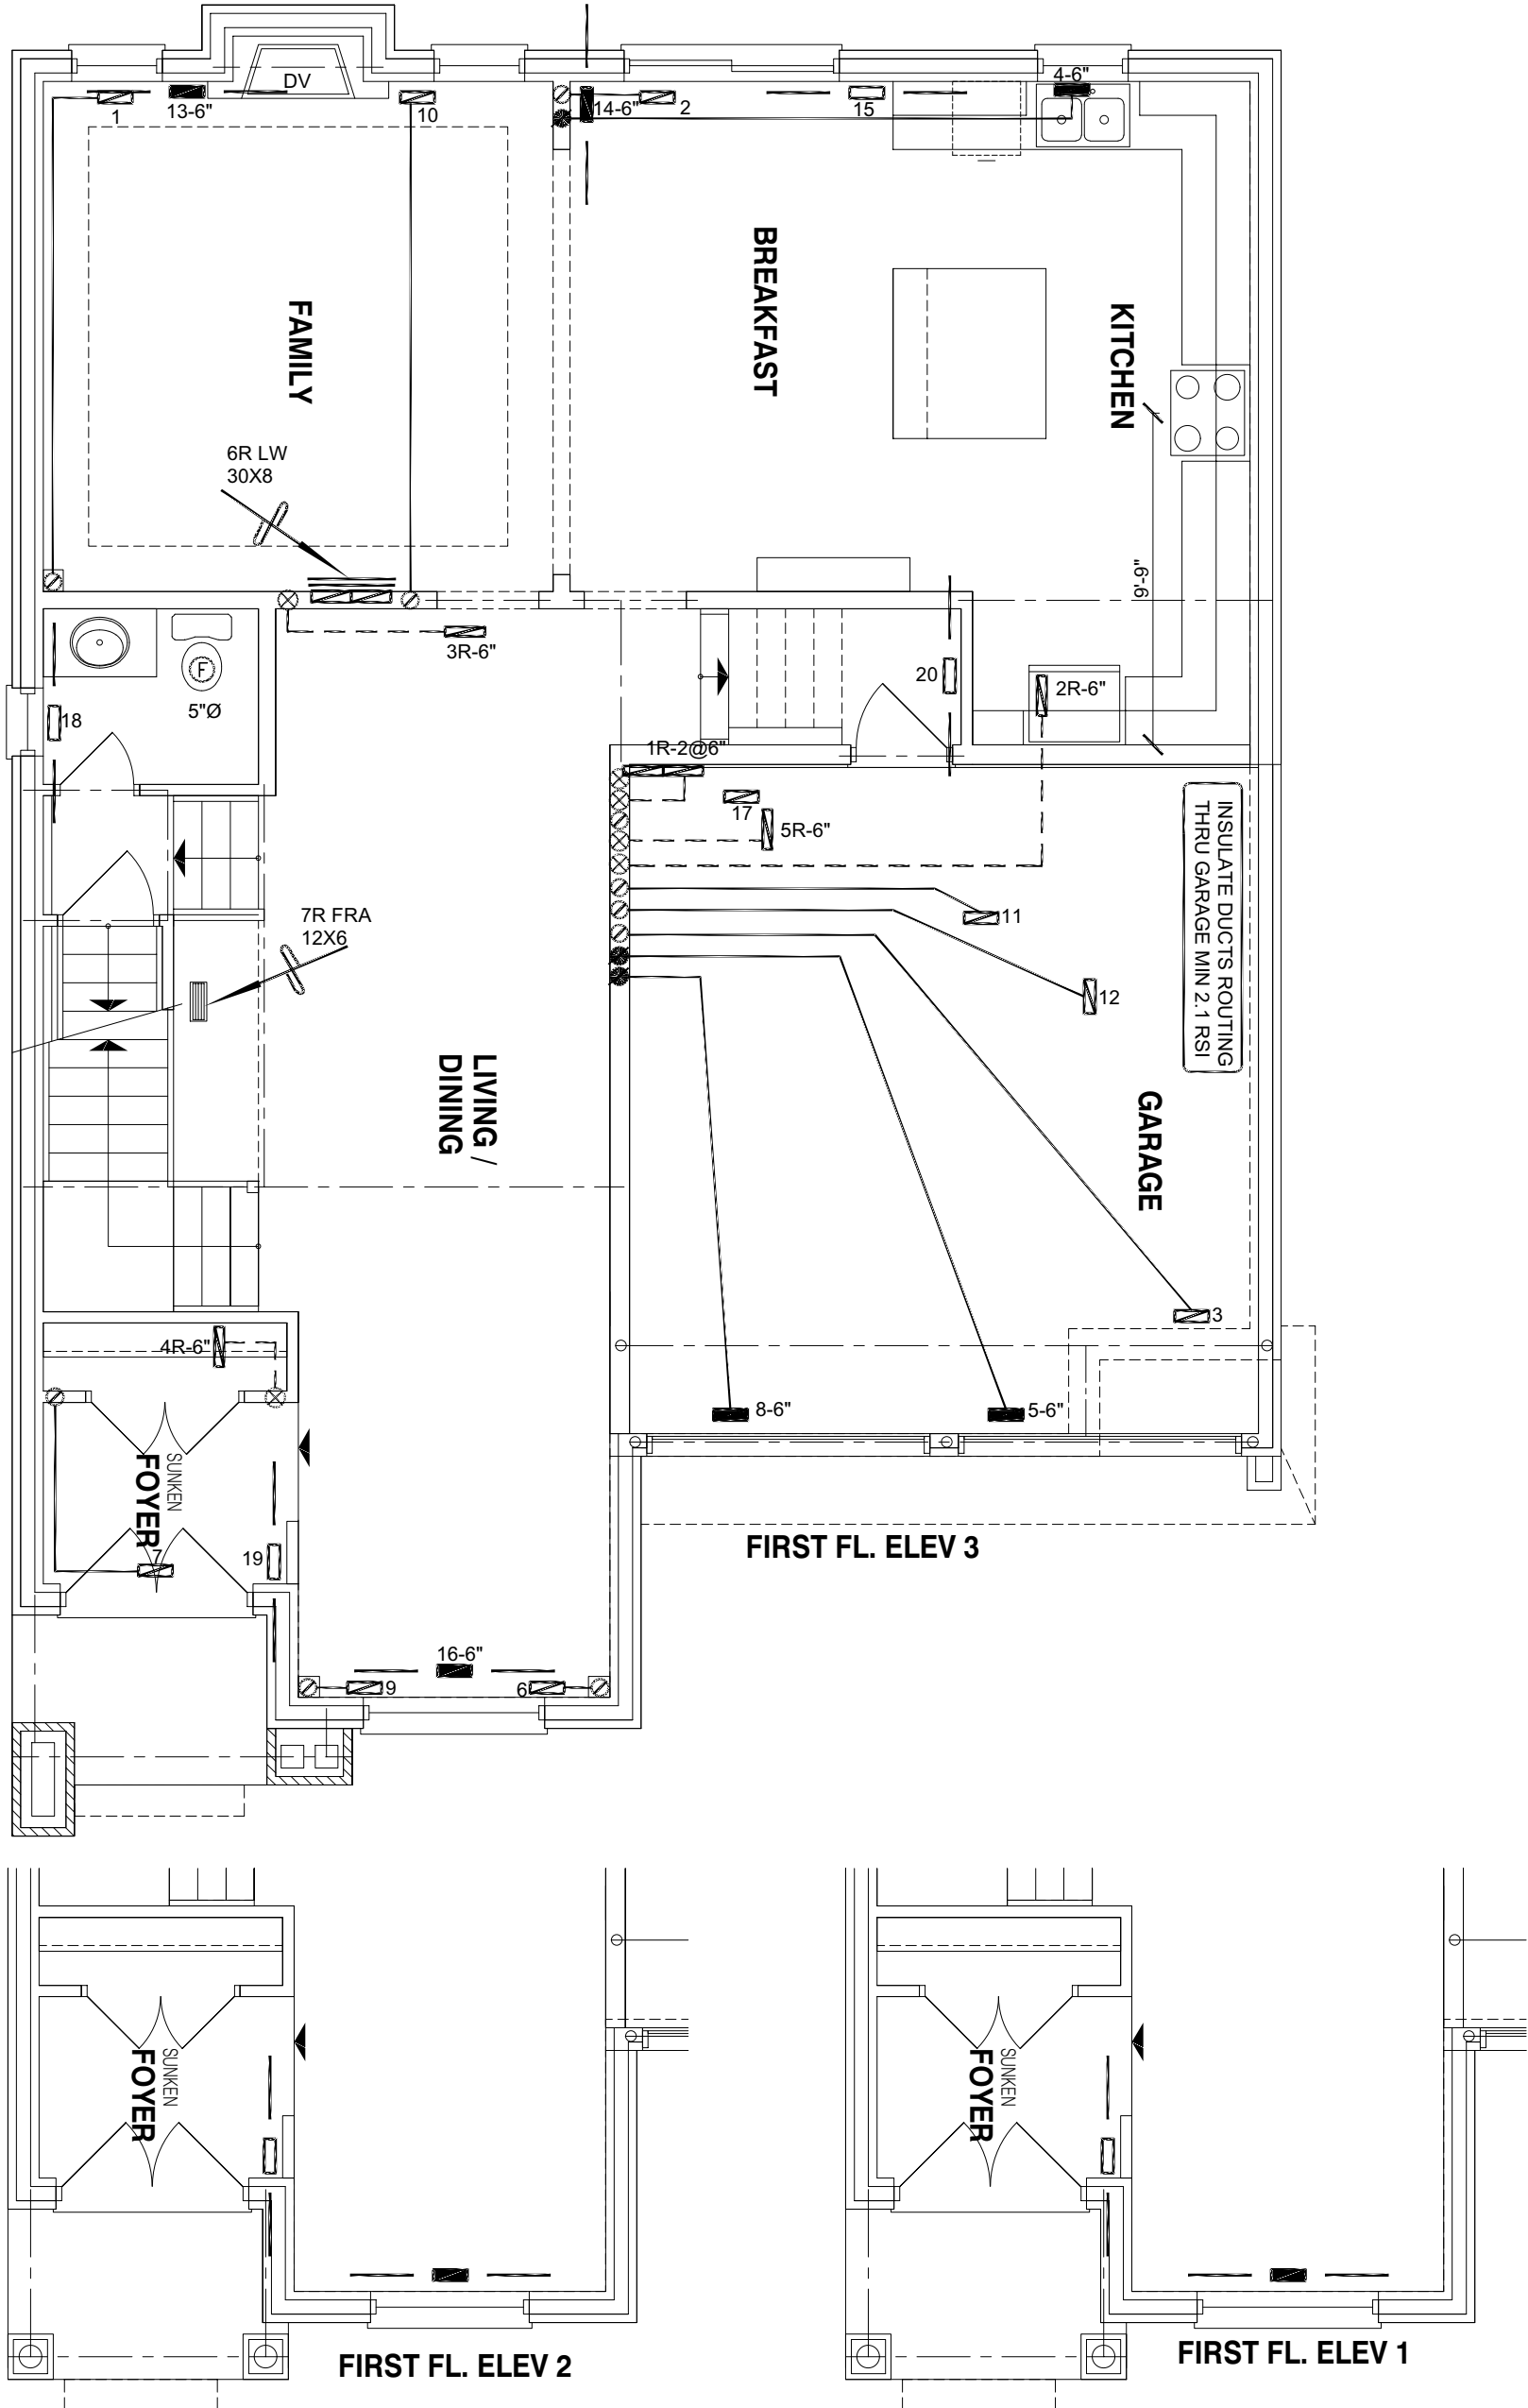 DV
4-6"
1
13-6"
10
14-6"
2
15
BREAKFAST
FAMILY
KITCHEN
6R LW
30X8
9'-6"
3R-6"
F
5"Ø
18
20
2R-6"
1R-2@6"
17
5R-6"
INSULATE DUCTS ROUTING
THRU GARAGE MIN 2.1 RSI
7R FRA
12X6
11
12
LIVING /
DINING
GARAGE
3
4R-6"
8-6"
5-6"
SUNKEN
FOYER
7
19
FIRST FL. ELEV 3
16-6"
9
6
SUNKEN
FOYER
FIRST FL. ELEV 2
SUNKEN
FOYER
FIRST FL. ELEV 1